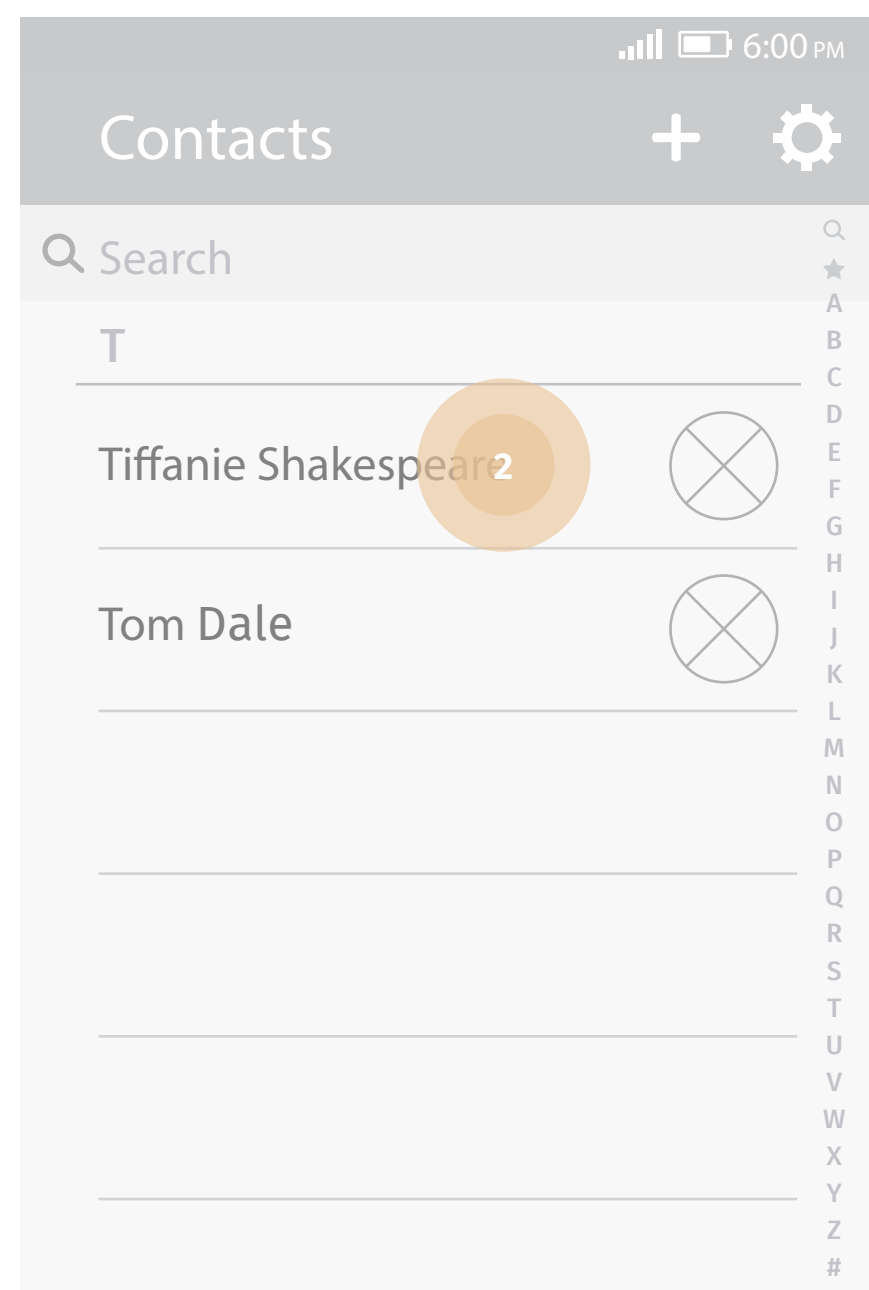 6:00 PM
Contacts
Search
T
Tiffanie Shakespeare
2
Tom Dale
A
B
C
D
E
F
G
H
I
J
K
L
M
N
O
P
Q
R
S
T
U
V
W
X
Y
Z
#